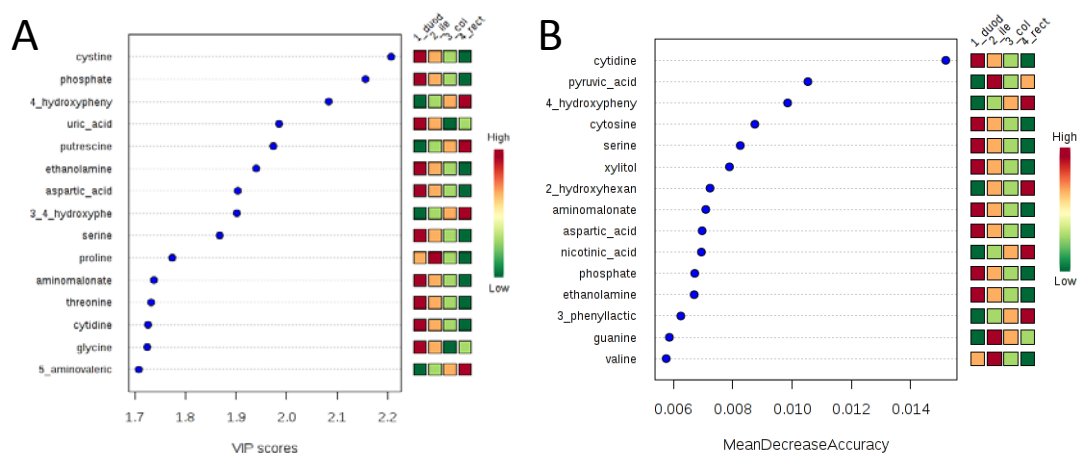 A
1_duod
2_ile
3_col
4_rect
cystine
phosphate
4_hydroxypheny
uric_acid
putrescine
ethanolamine
aspartic_acid
3_4_hydroxyphe
serine
proline
aminomalonate
threonine
cytidine
glycine
5_aminovaleric
High
Low
1.7 1.8 1.9 2.0 2.1 2.2
VIP scores
B
1_duod
2_ile
3_col
4_rect
cytidine
pyruvic_acid
4_hydroxypheny
cytosine
serine
xylitol
2_hydroxyhexan
aminomalonate
aspartic_acid
nicotinic_acid
phosphate
ethanolamine
3_phenyllactic
guanine
valine
High
Low
0.006 0.008 0.010 0.012 0.014
MeanDecreaseAccuracy